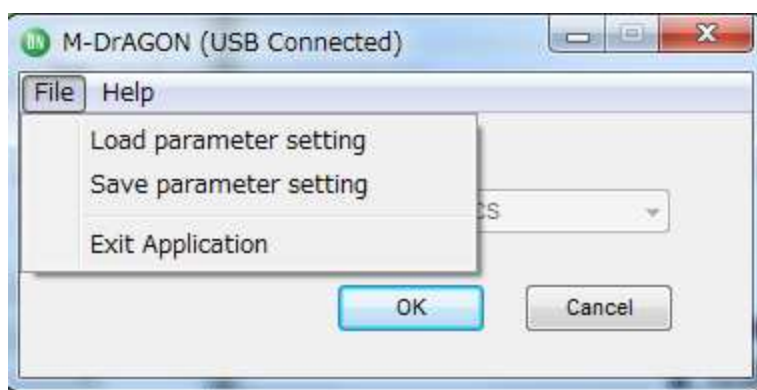 M-DrAGON (USB Connected)
File Help
Load parameter setting
Save parameter setting
Exit Application
OK Cancel